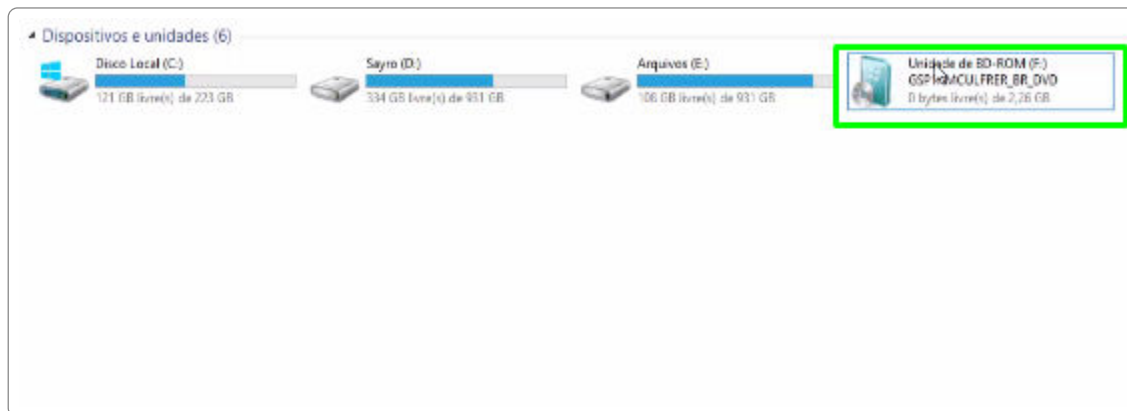 Dispositivos e unidades (6)
Disco Local (C:)
121 GB livre(s) de 223 GB
Sayro (D:)
334 GB livre(s) de 931 GB
Arquivos (E:)
106 GB livre(s) de 931 GB
Unidade de BD-ROM (F:)
0 bytes livre(s) de 2,26 GB